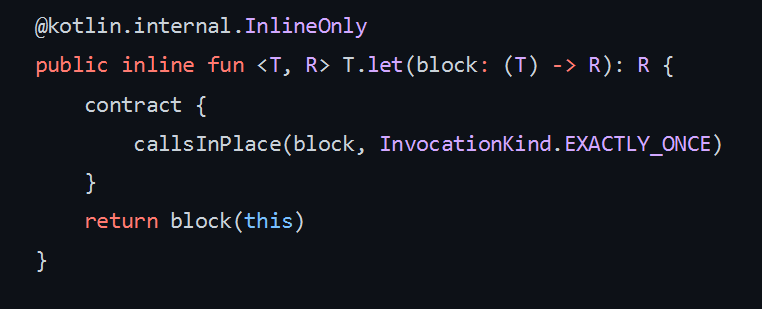 @kotlin.internal.InlineOnly
public inline fun <T, R> T.let(block: (T) -> R): R {
    contract {
        callsInPlace(block, InvocationKind.EXACTLY_ONCE)
    }
    return block(this)
}